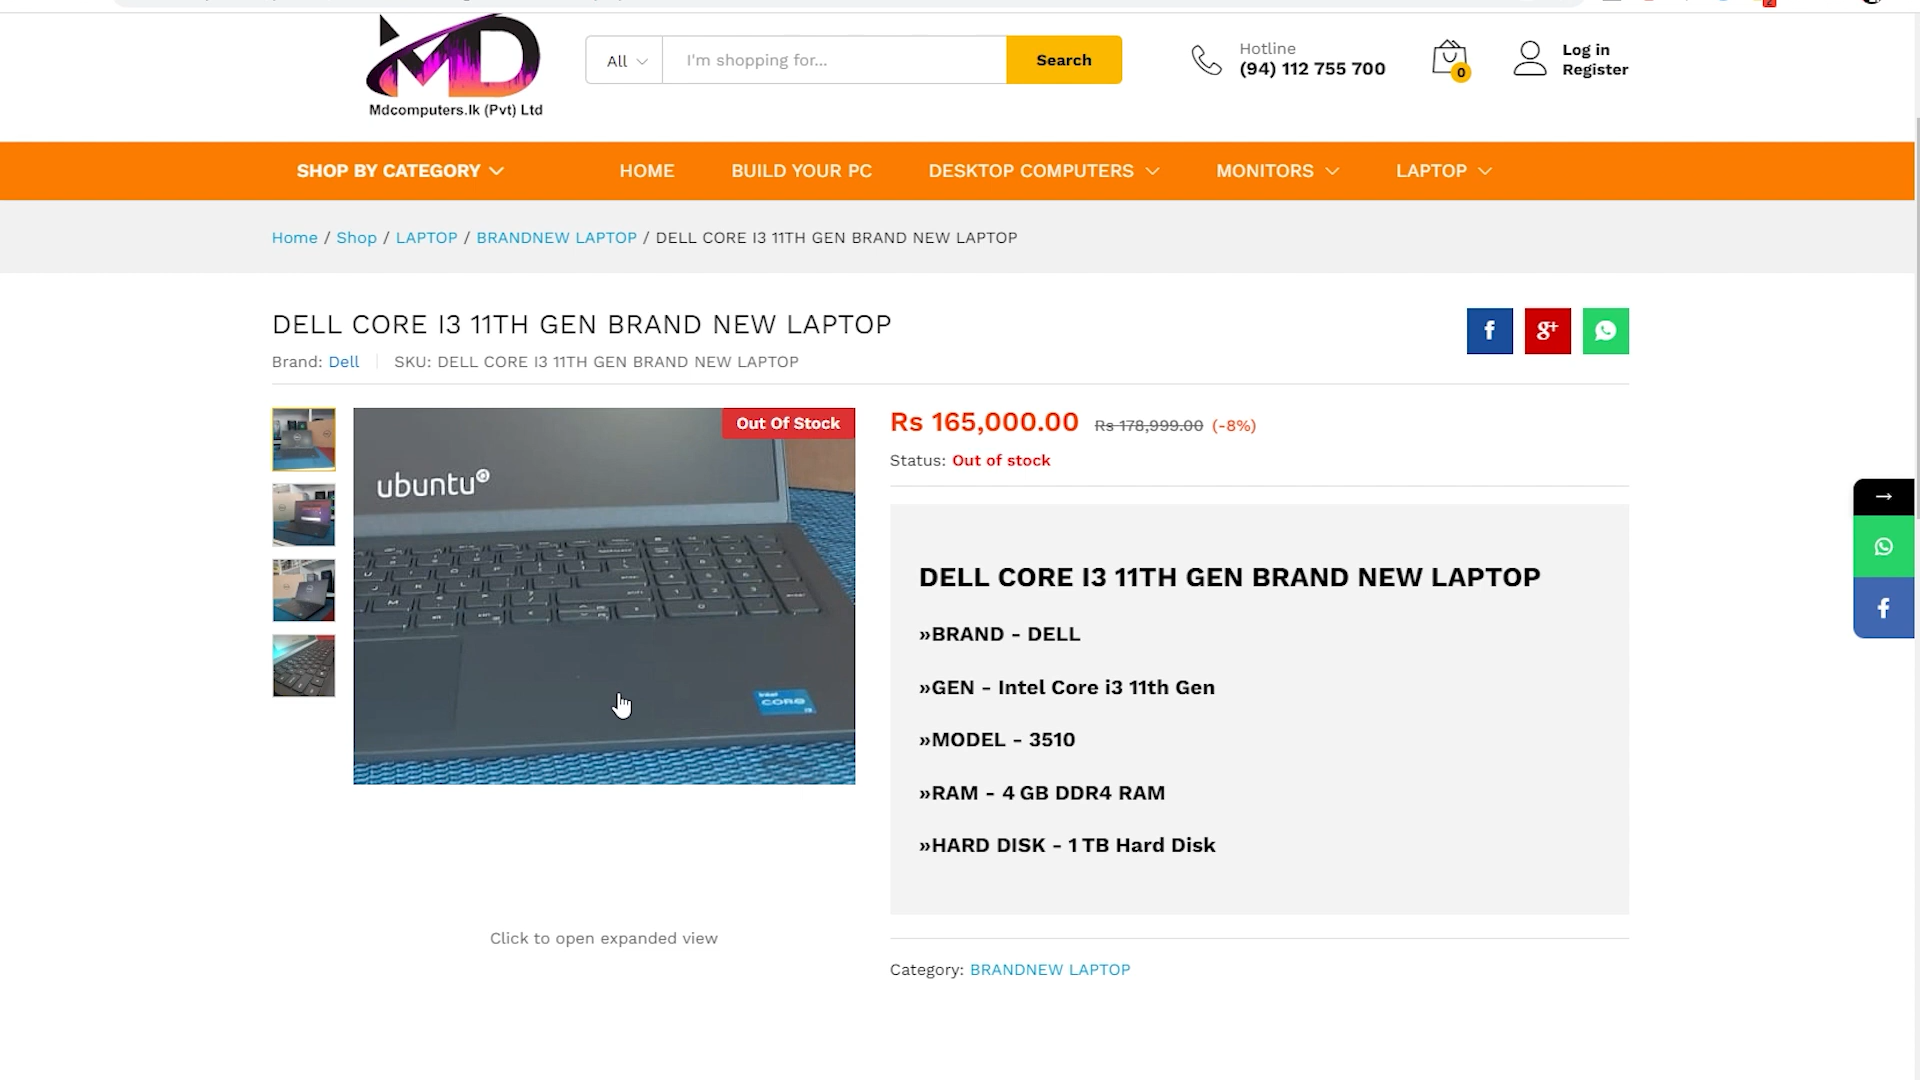 MD
Mdcomputers.lk (Pvt) Ltd
All
I'm shopping for...
Search
Hotline
(94) 112 755 700
0
Log in
Register
SHOP BY CATEGORY
HOME
BUILD YOUR PC
DESKTOP COMPUTERS
MONITORS
LAPTOP
Home / Shop / LAPTOP / BRANDNEW LAPTOP / DELL CORE I3 11TH GEN BRAND NEW LAPTOP
DELL CORE I3 11TH GEN BRAND NEW LAPTOP
Brand: Dell
SKU: DELL CORE I3 11TH GEN BRAND NEW LAPTOP
f
g+
Out Of Stock
ubuntu
intel
CORE
i3
Click to open expanded view
Rs 165,000.00 Rs 178,999.00 (-8%)
Status: Out of stock
DELL CORE I3 11TH GEN BRAND NEW LAPTOP
»BRAND - DELL
»GEN - Intel Core i3 11th Gen
»MODEL - 3510
»RAM - 4 GB DDR4 RAM
»HARD DISK - 1 TB Hard Disk
Category: BRANDNEW LAPTOP
→
f